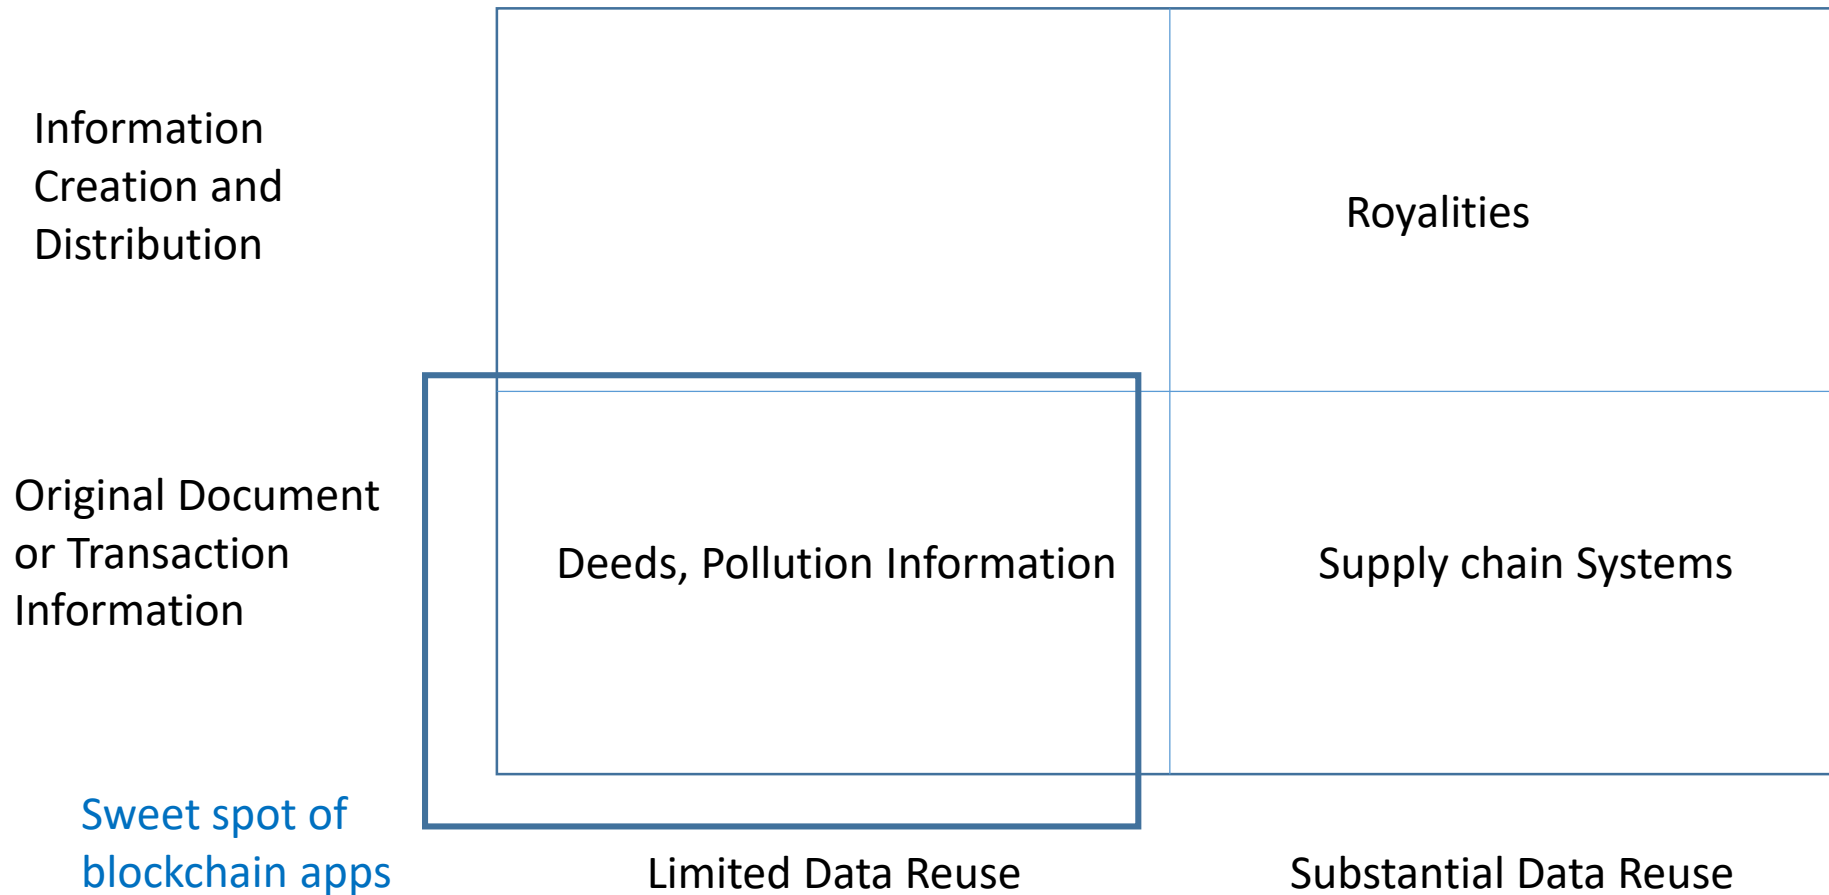 Information
Creation and
Distribution
Royalities
Original Document
or Transaction
Information
Deeds, Pollution Information
Supply chain Systems
Sweet spot of
blockchain apps
Limited Data Reuse
Substantial Data Reuse